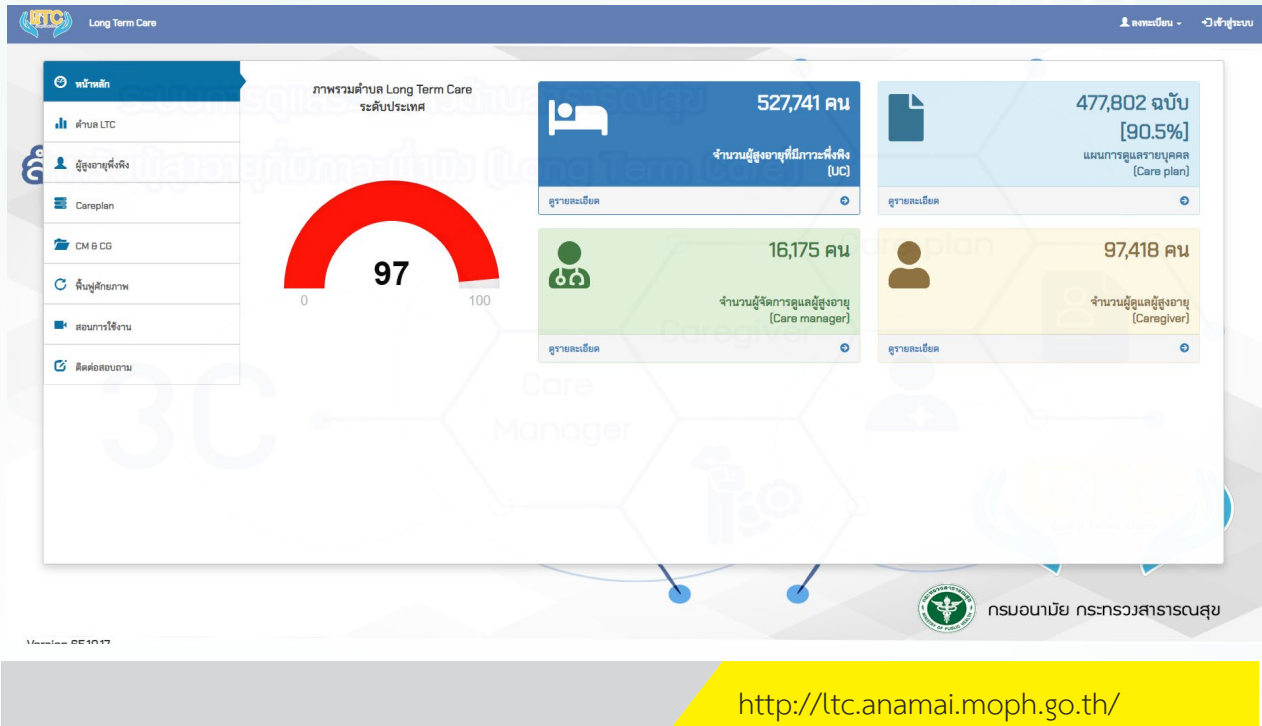 LTC
Long Term Care
ลงทะเบียน
เข้าสู่ระบบ
หน้าหลัก
ตำบล LTC
ผู้สูงอายุพึ่งพิง
Careplan
CM & CG
ฟื้นฟูศักยภาพ
สอนการใช้งาน
ติดต่อสอบถาม
ภาพรวมตำบล Long Term Care
ระดับประเทศ
97
0
100
527,741 คน
จำนวนผู้สูงอายุที่มีภาวะพึ่งพิง
(UC)
ดูรายละเอียด
477,802 ฉบับ
[90.5%]
แผนการดูแลรายบุคคล
(Care plan)
ดูรายละเอียด
16,175 คน
จำนวนผู้จัดการดูแลผู้สูงอายุ
(Care manager)
ดูรายละเอียด
97,418 คน
จำนวนผู้ดูแลผู้สูงอายุ
(Caregiver)
ดูรายละเอียด
3C
Care
Manager
Caregiver
Careplan
กรมอนามัย กระทรวงสาธารณสุข
http://ltc.anamai.moph.go.th/